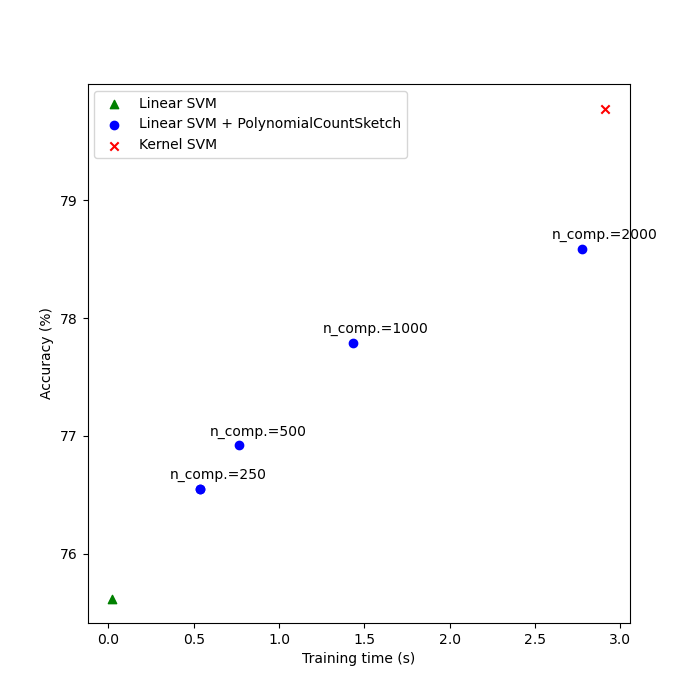 Linear SVM
Linear SVM + PolynomialCountSketch
Kernel SVM
79
n_comp.=2000
78
n_comp.=1000
Accuracy (%)
77
n_comp.=500
n_comp.=250
76
0.0 0.5 1.0 1.5 2.0 2.5 3.0
Training time (s)